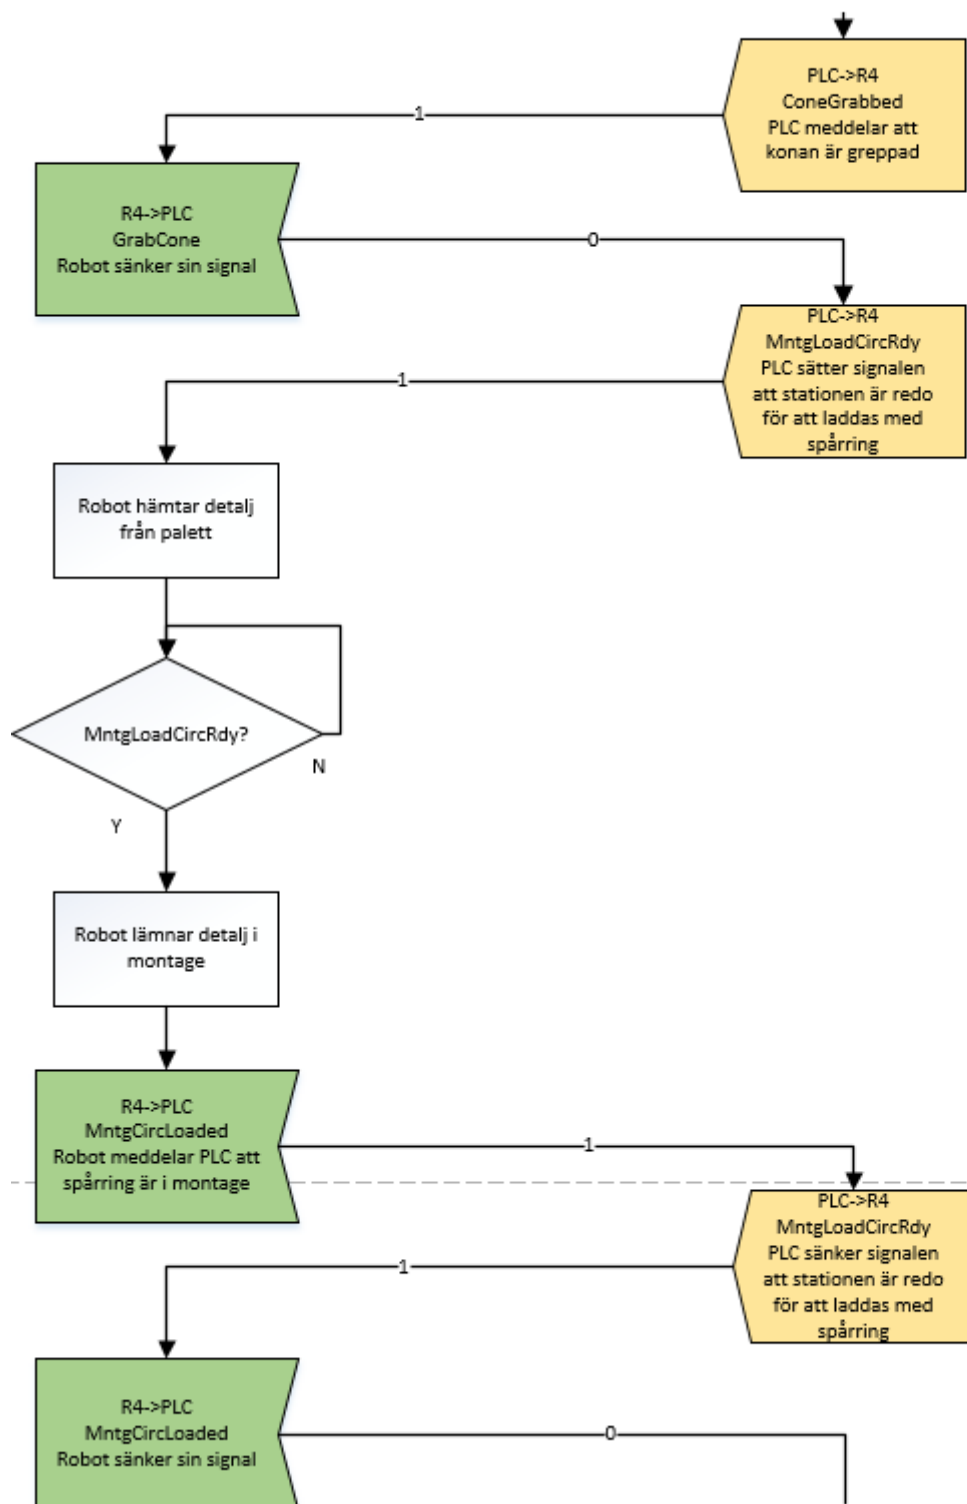 PLC->R4
ConeGrabbed
PLC meddelar att
konan är greppad
1
R4->PLC
GrabCone
Robot sänker sin signal
0
PLC->R4
MntgLoadCircRdy
PLC sätter signalen
att stationen är redo
för att laddas med
spårring
1
Robot hämtar detalj
från palett
MntgLoadCircRdy?
N
Y
Robot lämnar detalj i
montage
R4->PLC
MntgCircLoaded
Robot meddelar PLC att
spårring är i montage
1
PLC->R4
MntgLoadCircRdy
PLC sänker signalen
att stationen är redo
för att laddas med
spårring
1
R4->PLC
MntgCircLoaded
Robot sänker sin signal
0